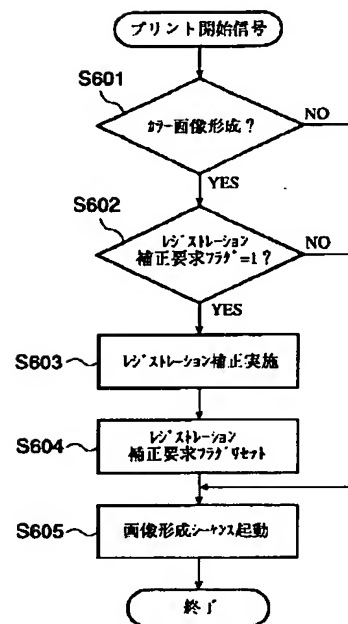 プリント開始信号
S601
カラー画像形成?
NO
YES
S602
レジストレーション
補正要求フラグ=1?
NO
YES
S603
レジストレーション補正実施
S604
レジストレーション
補正要求フラグリセット
S605
画像形成シーケンス起動
終了